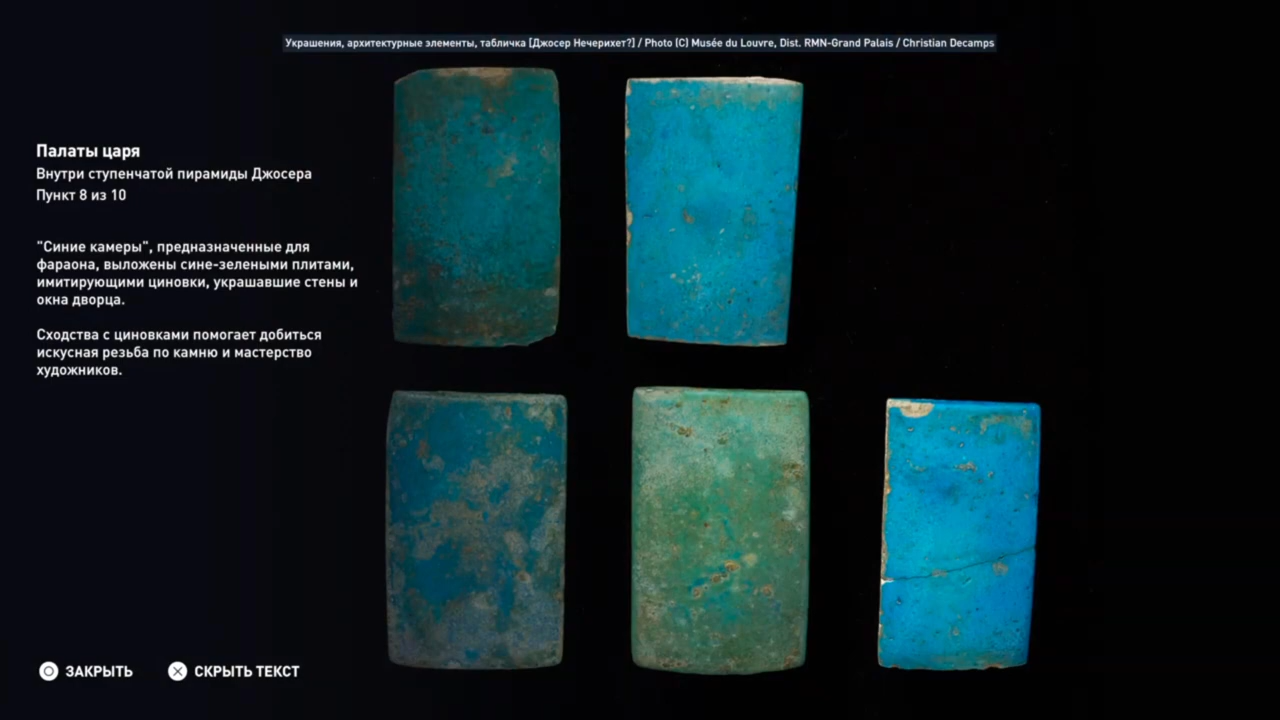 Украшения, архитектурные элементы, табличка [Джосер Нечерихет?] / Photo (C) Musée du Louvre, Dist. RMN-Grand Palais / Christian Decamps
Палаты царя
Внутри ступенчатой пирамиды Джосера
Пункт 8 из 10
"Синие камеры", предназначенные для
фараона, выложены сине-зелеными плитами,
имитирующими циновки, украшавшие стены и
окна дворца.
Сходства с циновками помогает добиться
искусная резьба по камню и мастерство
художников.
ЗАКРЫТЬ
СКРЫТЬ ТЕКСТ